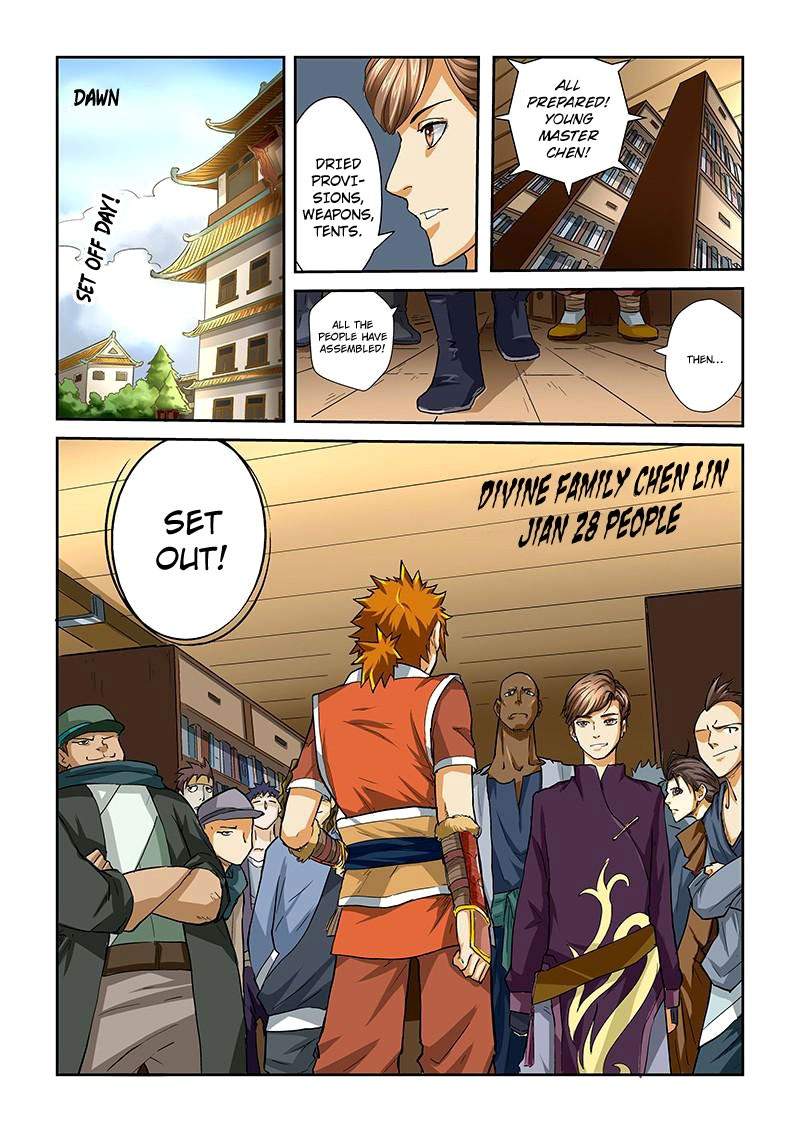 DAWN
SET OFF DAY!
DRIED
PROVI-
SIONS,
WEAPONS,
TENTS.
ALL
PREPARED!
YOUNG
MASTER
CHEN!
ALL THE
PEOPLE HAVE
ASSEMBLED!
THEN...
SET
OUT!
DIVINE FAMILY CHEN LIN
JIAN 28 PEOPLE